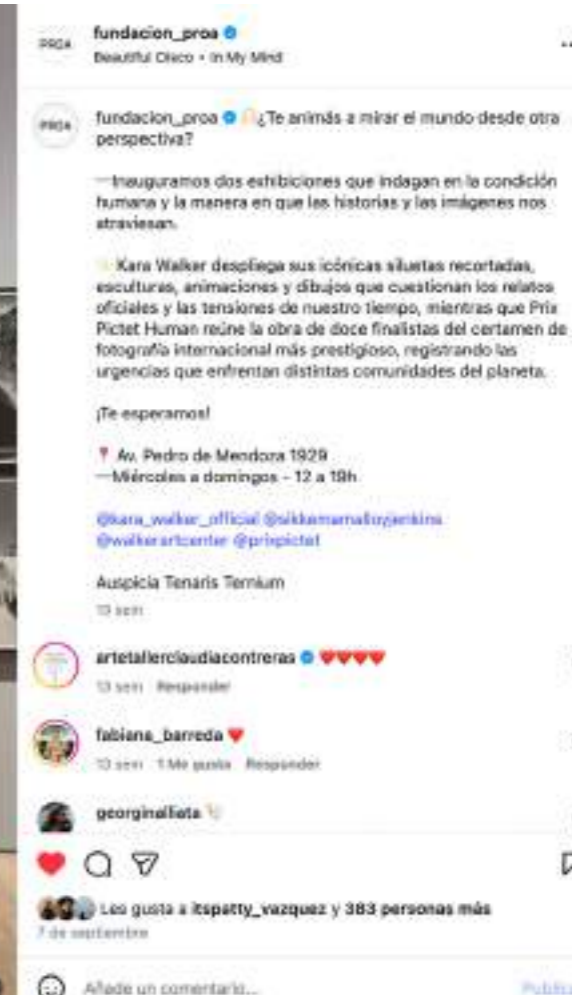 PROA
fundacion_proa
Beautiful Disco • In My Mind
PROA
fundacion_proa ¿Te animás a mirar el mundo desde otra
perspectiva?
—Inauguramos dos exhibiciones que indagan en la condición
humana y la manera en que las historias y las imágenes nos
atraviesan.
Kara Walker despliega sus icónicas siluetas recortadas,
esculturas, animaciones y dibujos que cuestionan los relatos
oficiales y las tensiones de nuestro tiempo, mientras que Prix
Pictet Human reúne la obra de doce finalistas del certamen de
fotografía internacional más prestigioso, registrando las
urgencias que enfrentan distintas comunidades del planeta.
¡Te esperamos!
📍 Av. Pedro de Mendoza 1929
—Miércoles a domingos - 12 a 19h
@kara_walker_official @sikkemamalloyjenkins
@walkerartcenter @prixpictet
Auspicia Tenaris Ternium
13 sem
artetallerclaudiacontreras ❤️❤️❤️❤️
13 sem Responder
fabiana_barreda ❤️
13 sem 1 Me gusta Responder
georginalliata
Les gusta a itspatty_vazquez y 383 personas más
7 de septiembre
Añade un comentario...